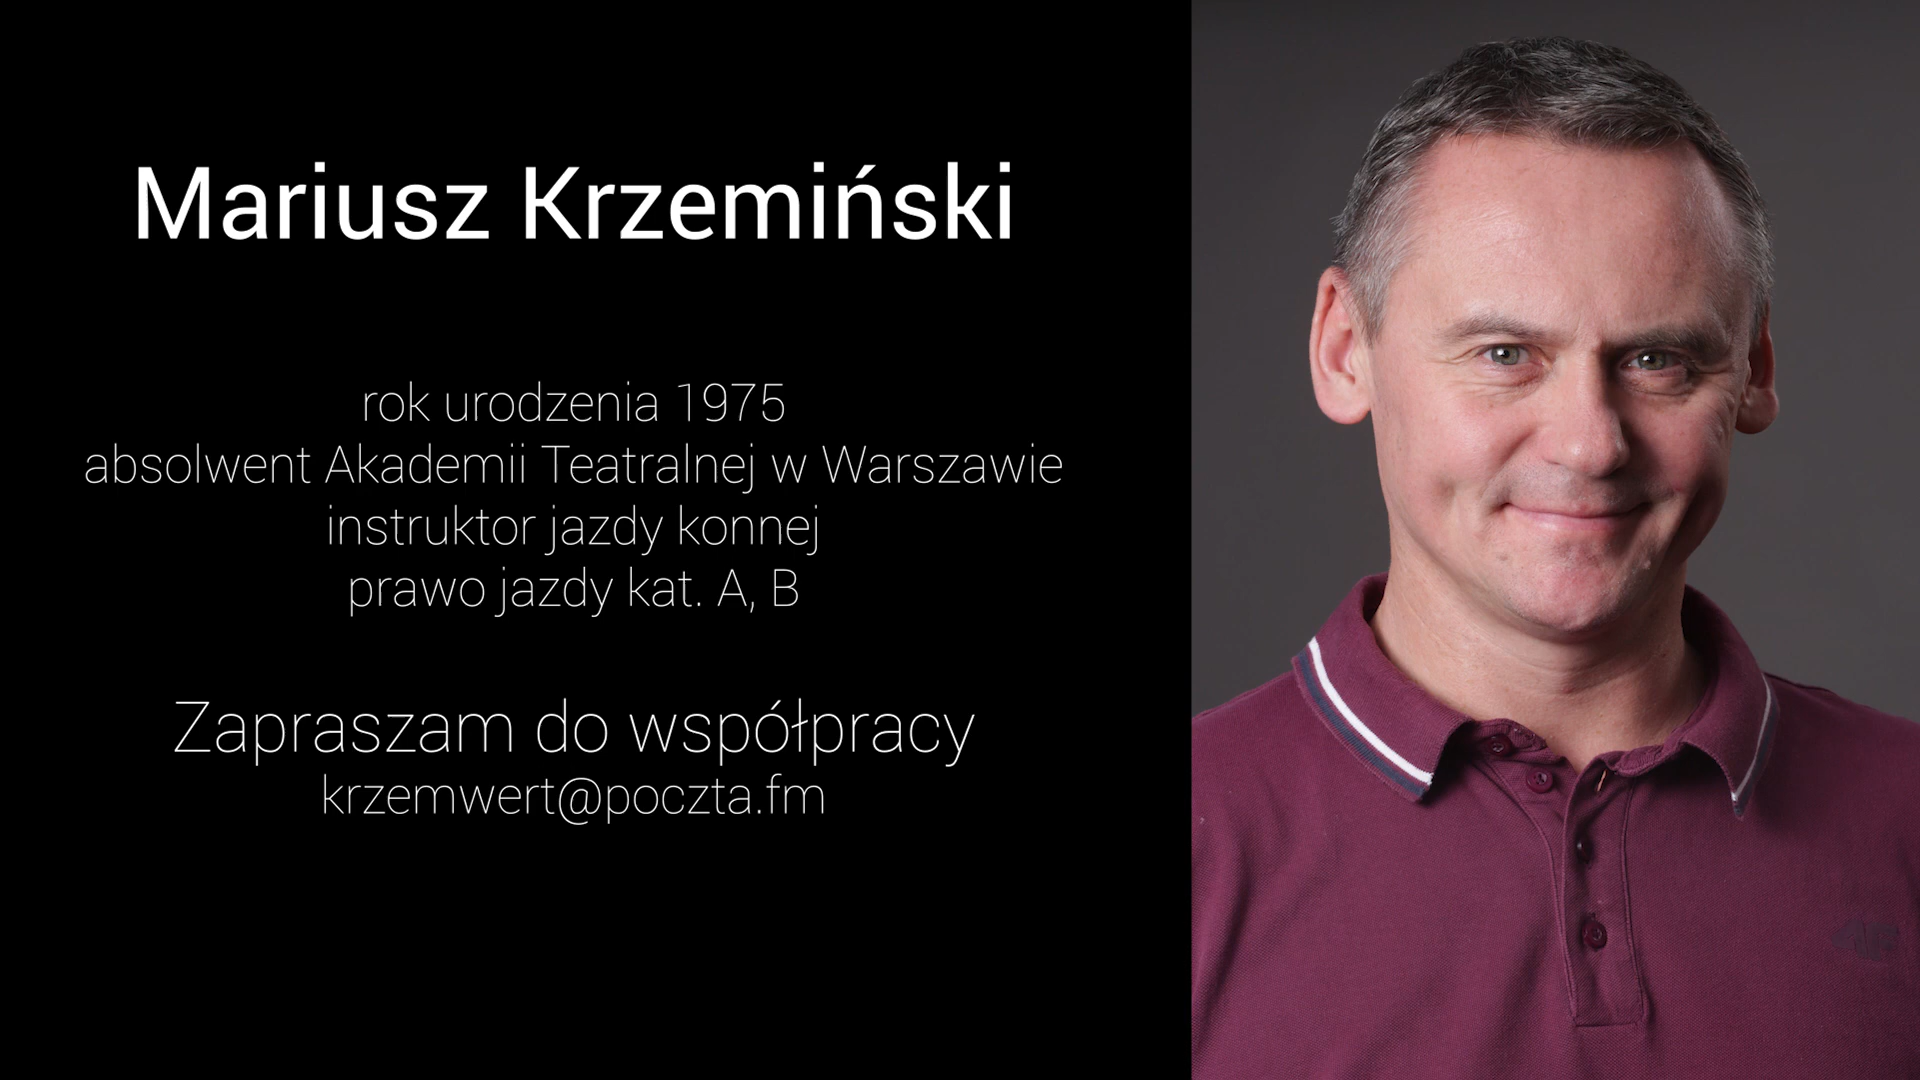 Mariusz Krzemiński
rok urodzenia 1975
absolwent Akademii Teatralnej w Warszawie
instruktor jazdy konnej
prawo jazdy kat. A, B
Zapraszam do współpracy
krzemwert@poczta.fm